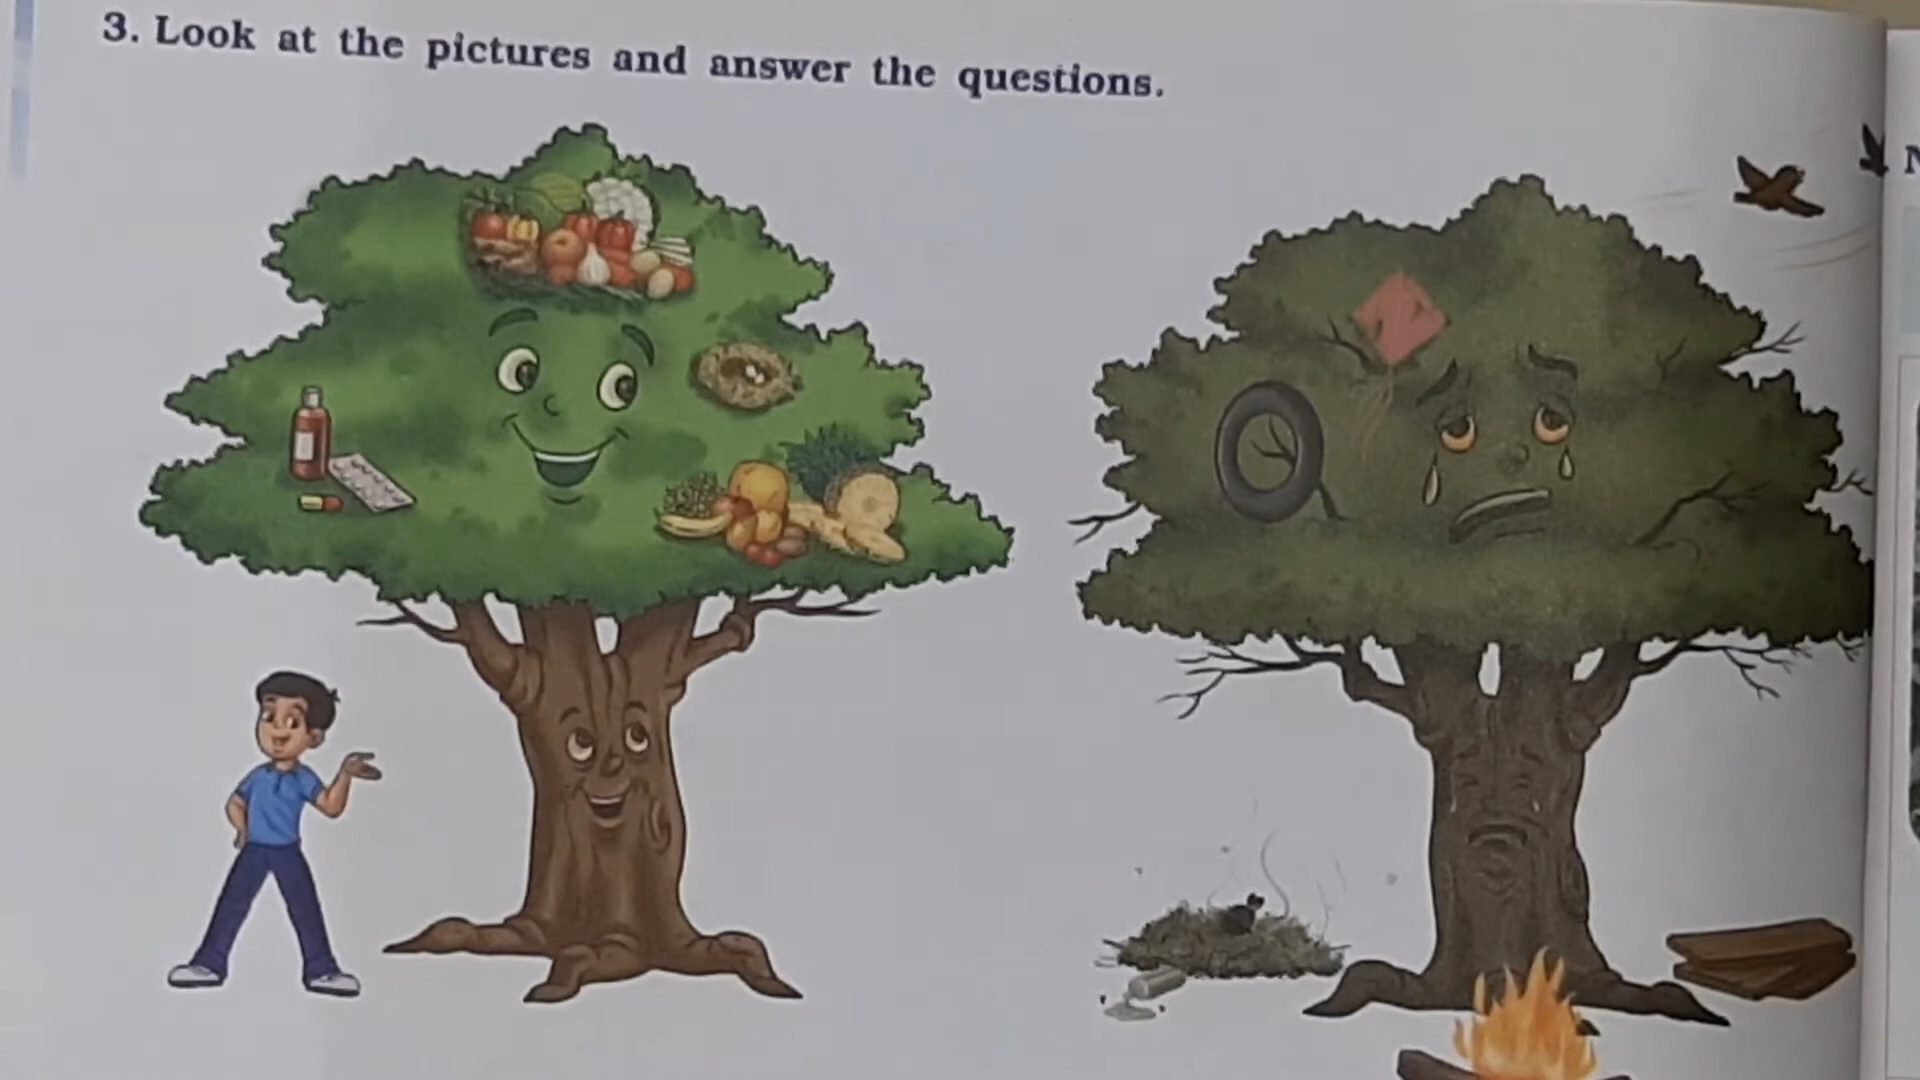 3. Look at the pictures and answer the questions.